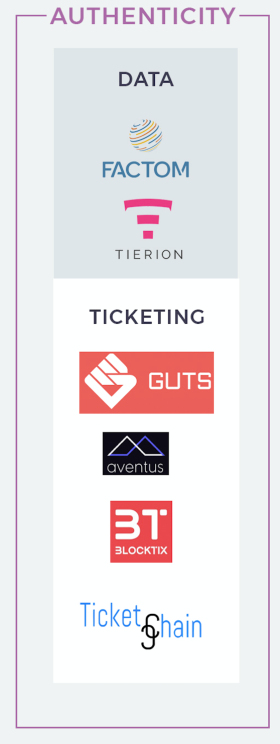 AUTHENTICITY
DATA
FACTOM
TIERION
TICKETING
GUTS
aventus
BT
BLOCKTIX
TicketChain